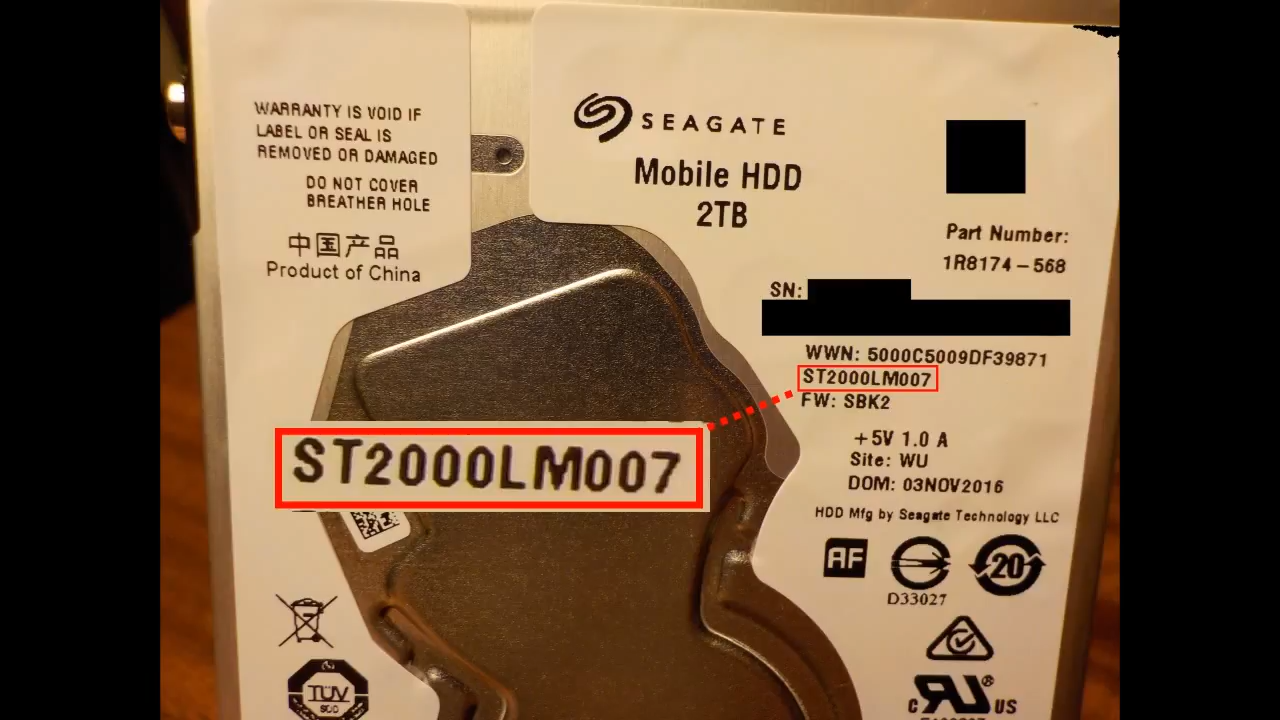 WARRANTY IS VOID IF
LABEL OR SEAL IS
REMOVED OR DAMAGED
DO NOT COVER
BREATHER HOLE
中国产品
Product of China
SEAGATE
Mobile HDD
2TB
Part Number:
1R8174-568
SN:
WWN: 5000C5009DF39871
ST2000LM007
FW: SBK2
+5V 1.0 A
Site: WU
DOM: 03NOV2016
HDD Mfg by Seagate Technology LLC
ST2000LM007
AF
20
D33027
TÜV
C US